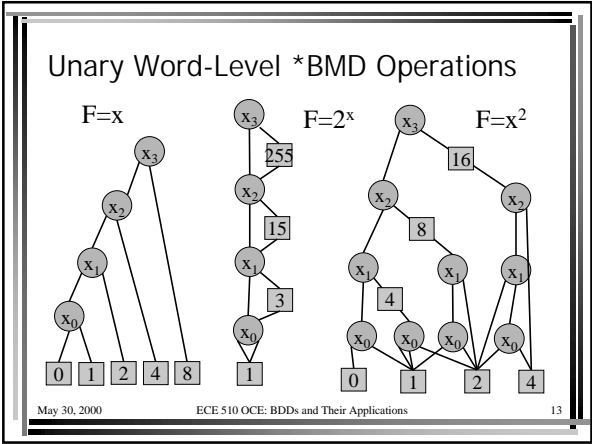 Unary Word-Level *BMD Operations
F=x
F=2ˣ
F=x²
x₃
x₂
x₁
x₀
0 1 2 4 8
x₃
255
x₂
15
x₁
3
x₀
1
x₃
16
x₂ x₂
8
x₁ x₁ x₁
4
x₀ x₀ x₀ x₀
0 1 2 4
May 30, 2000 ECE 510 OCE: BDDs and Their Applications 13